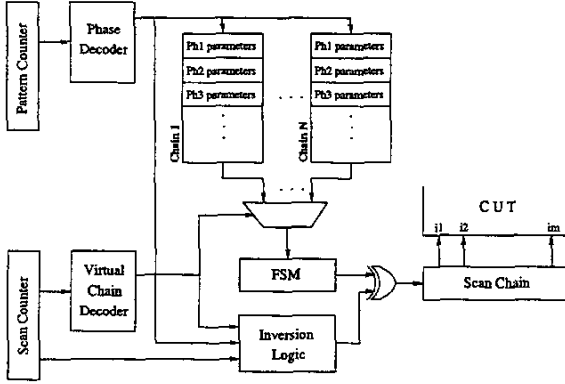 Pattern Counter
Phase
Decoder
Ph1 parameters
Ph2 parameters
Ph3 parameters
Chain 1
Ph1 parameters
Ph2 parameters
Ph3 parameters
Chain N
CUT
i1 i2 im
Scan Counter
Virtual
Chain
Decoder
FSM
Scan Chain
Inversion
Logic